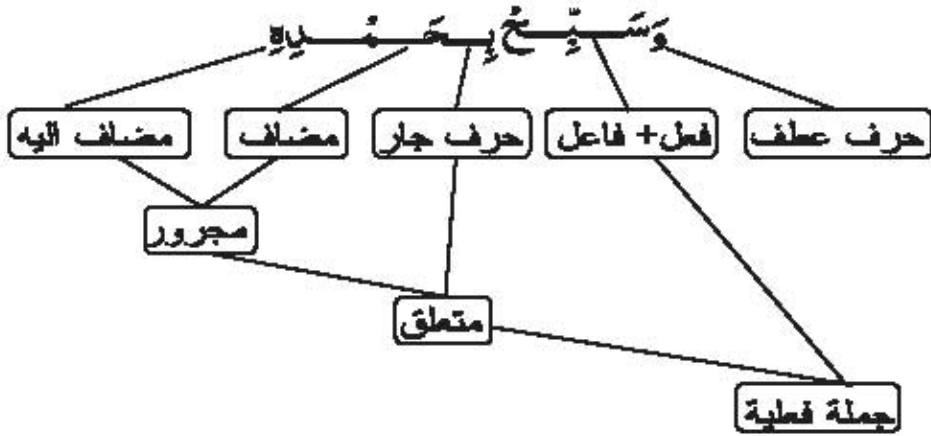 وَسَبِّحْ بِحَمْدِهِ
حرف عطف
فعل+ فاعل
حرف جار
مضاف
مضاف اليه
مجرور
متعلق
جملة فعلية